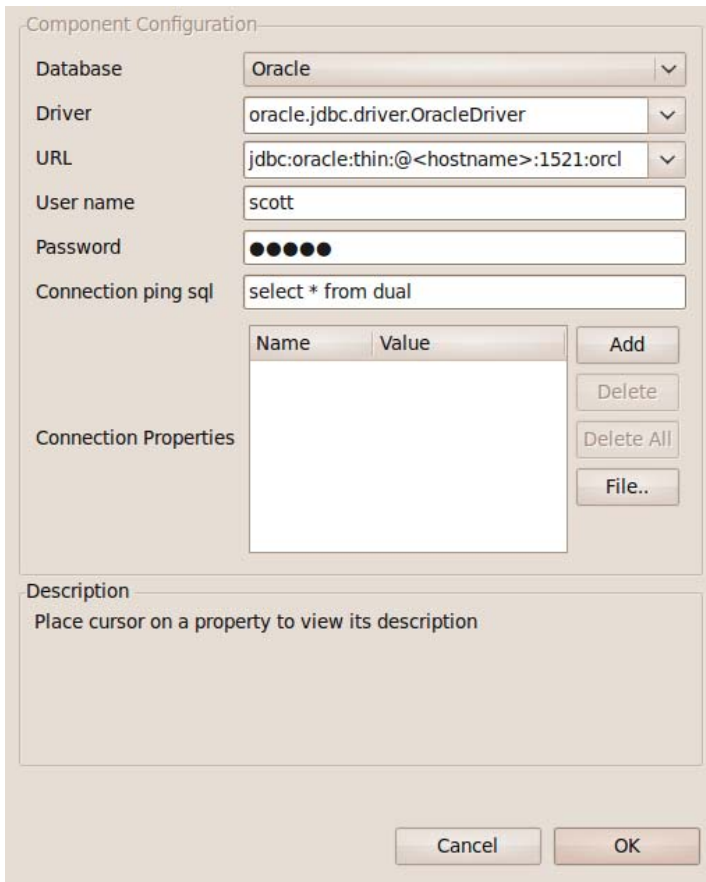 Component Configuration
Database Oracle
Driver oracle.jdbc.driver.OracleDriver
URL jdbc:oracle:thin:@<hostname>:1521:orcl
User name scott
Password ●●●●●
Connection ping sql select * from dual
Name Value Add
Delete
Connection Properties Delete All
File..
Description
Place cursor on a property to view its description
Cancel OK